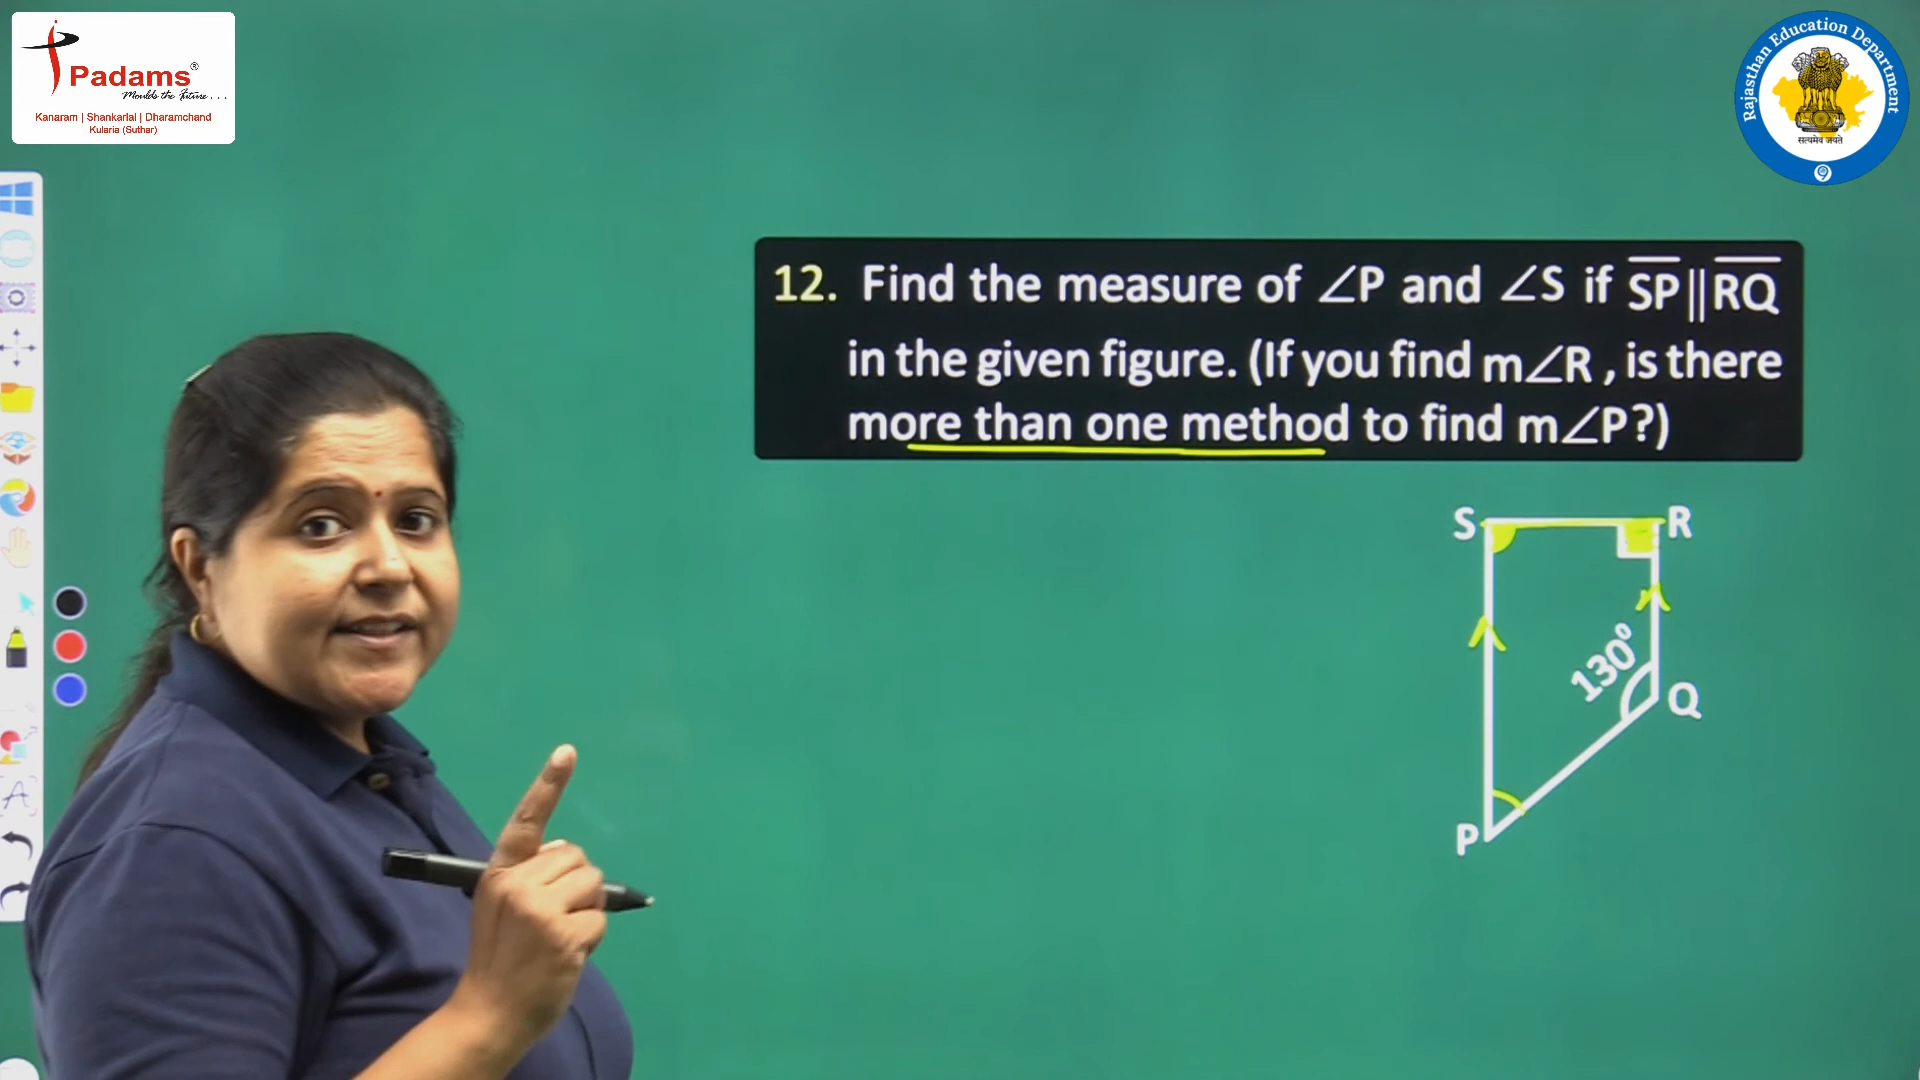 Padams®
Moulds the Future . . .
Kanaram | Shankarlal | Dharamchand
Kularia (Suthar)
Rajasthan Education Department
सत्यमेव जयते
12. Find the measure of ∠P and ∠S if SP || RQ
in the given figure. (If you find m∠R, is there
more than one method to find m∠P?)
S R
130⁰
Q
P
A